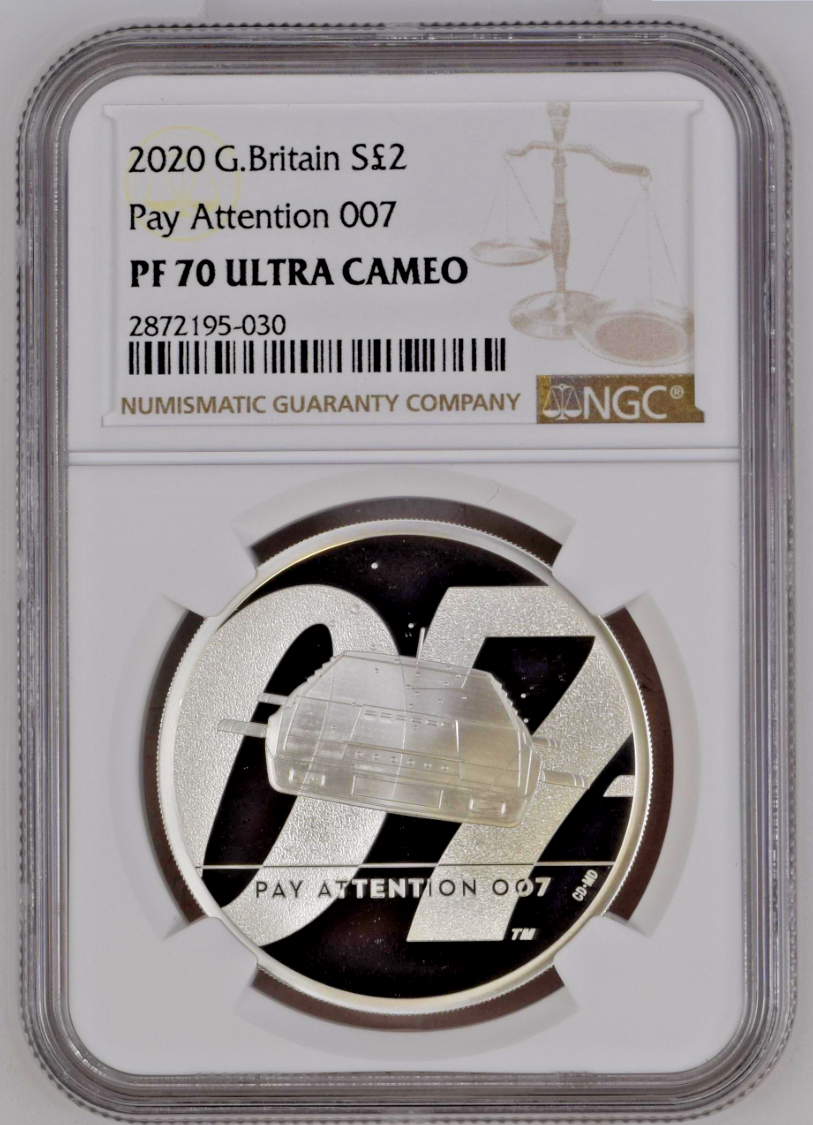 2020 G.Britain S£2
Pay Attention 007
PF 70 ULTRA CAMEO
2872195-030
NUMISMATIC GUARANTY COMPANY NGC®
007
PAY ATTENTION 007
CD·MD
TM